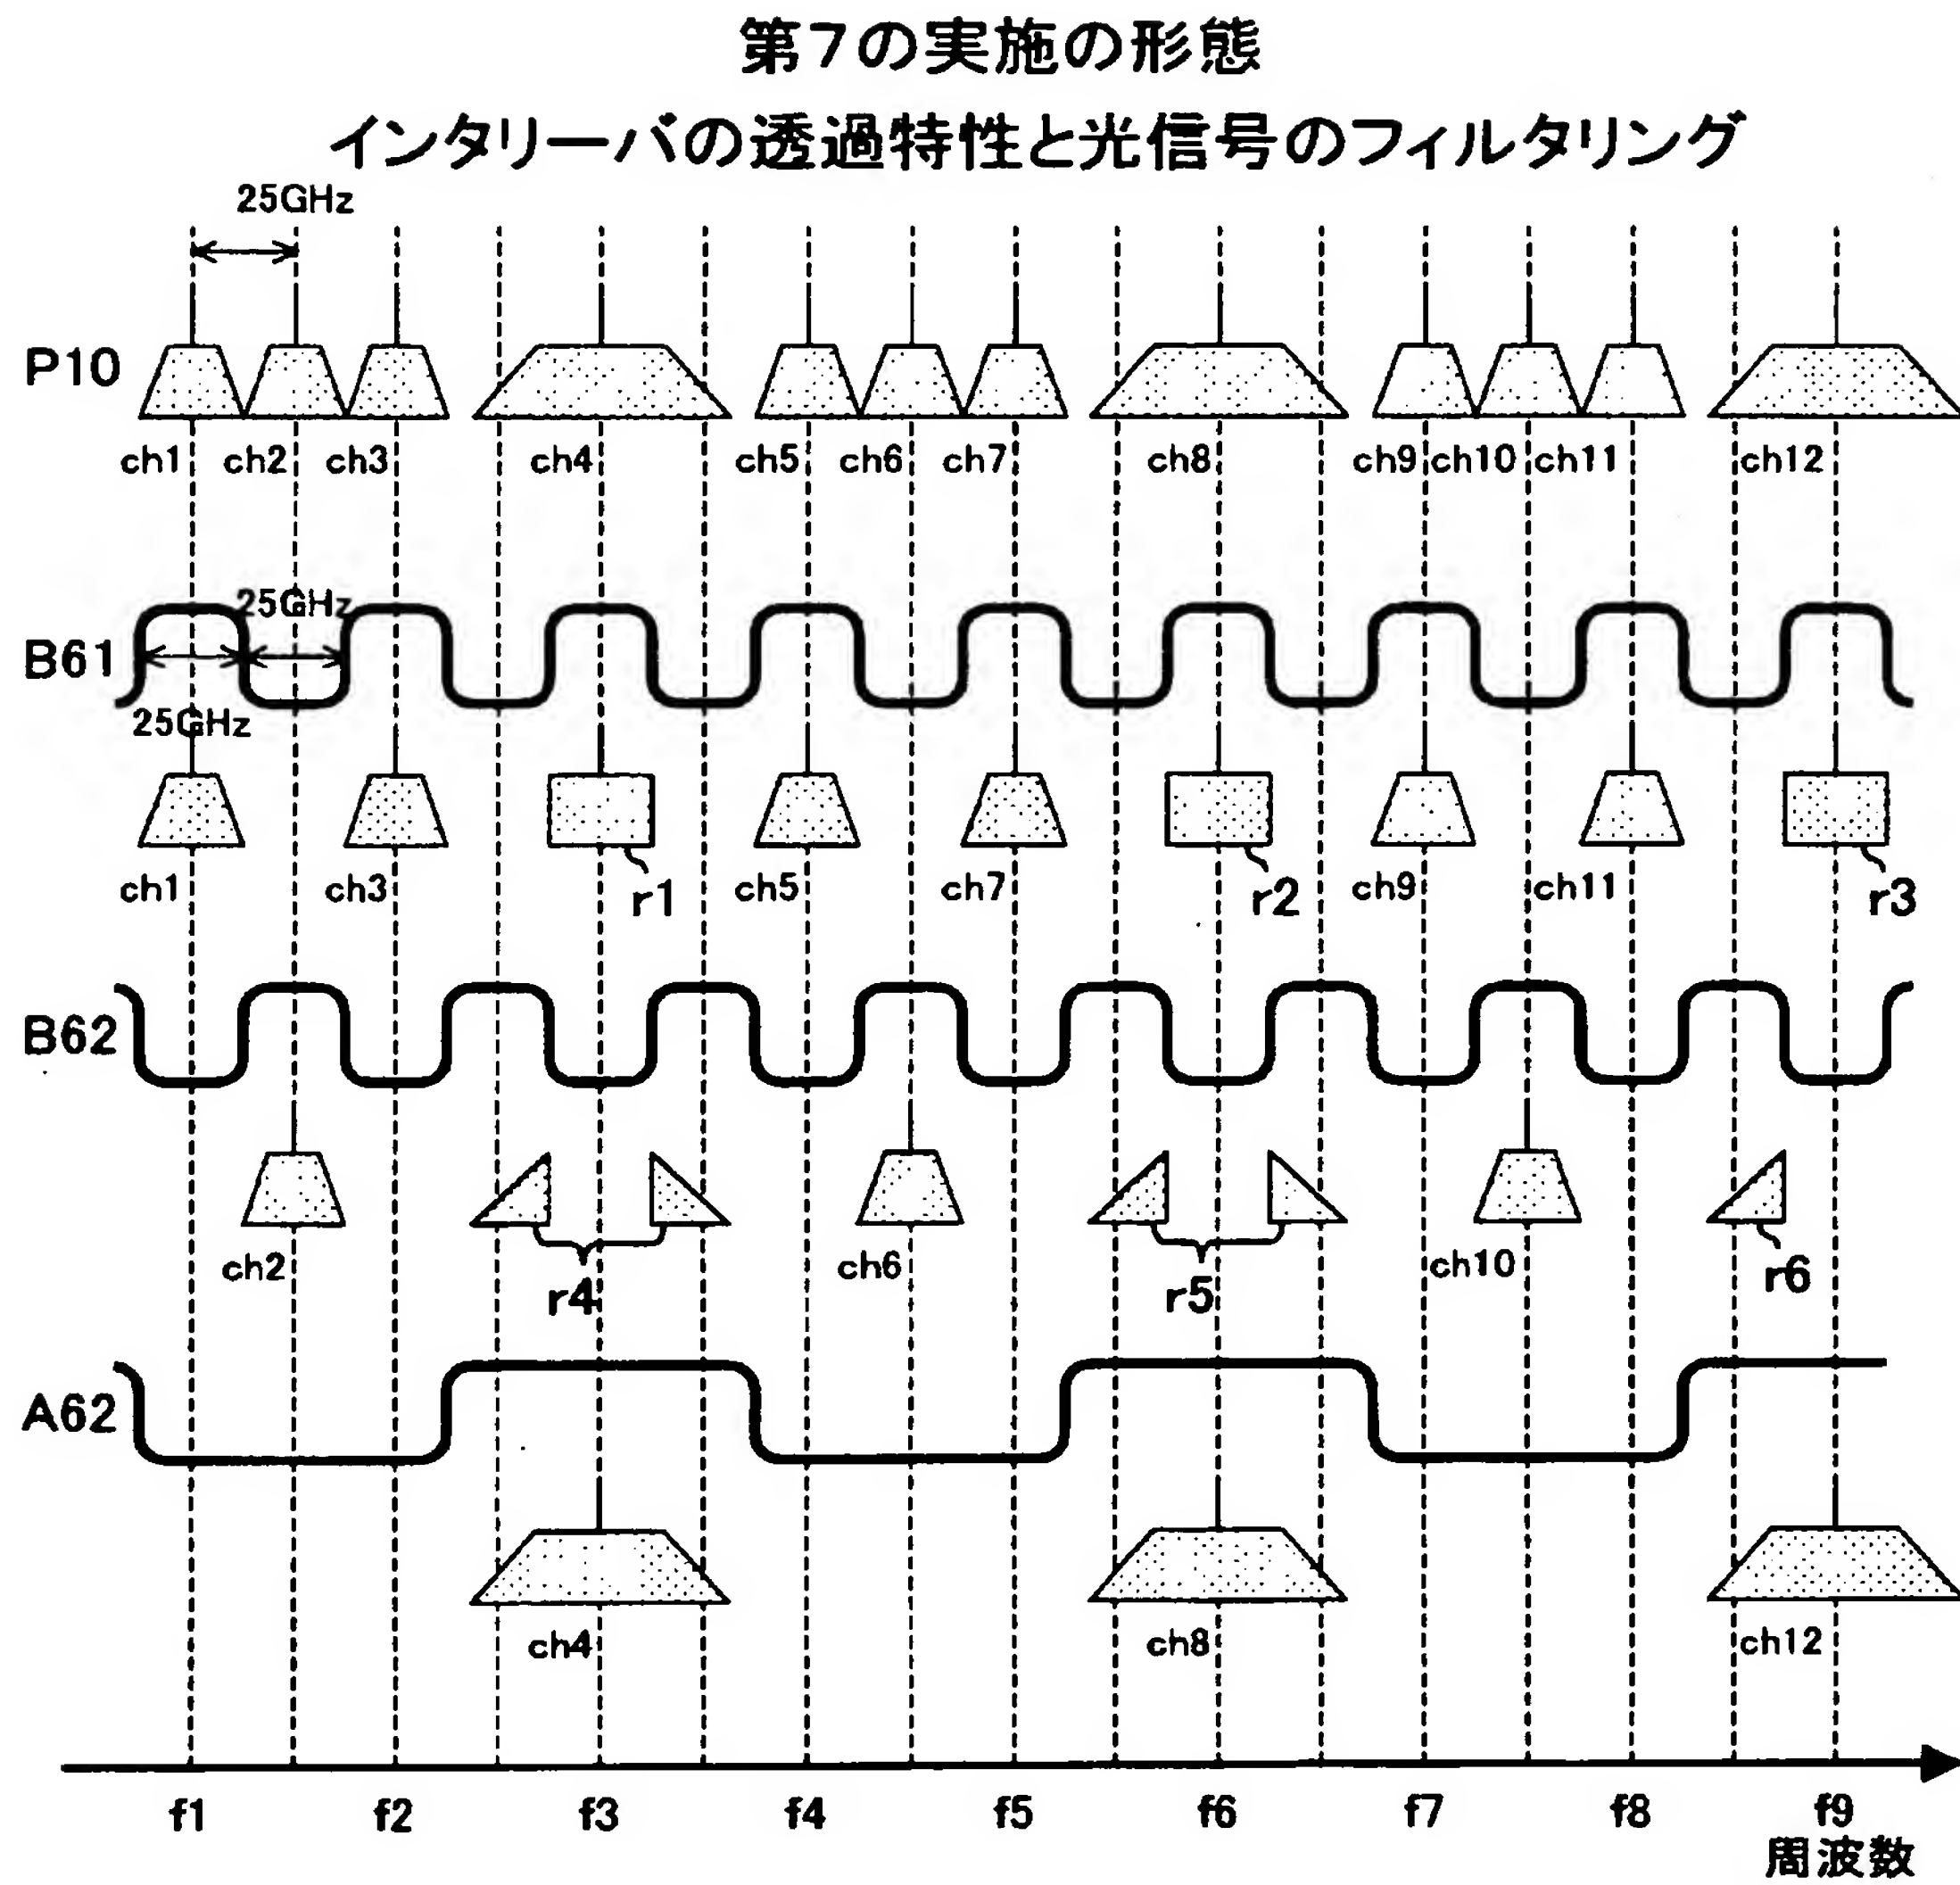 第7の実施の形態
インタリーバの透過特性と光信号のフィルタリング
25GHz
P10
ch1 ch2 ch3 ch4 ch5 ch6 ch7 ch8 ch9 ch10 ch11 ch12
25GHz
B61
25GHz
ch1 ch3 r1 ch5 ch7 r2 ch9 ch11 r3
B62
ch2 r4 ch6 r5 ch10 r6
A62
ch4 ch8 ch12
f1 f2 f3 f4 f5 f6 f7 f8 f9
周波数